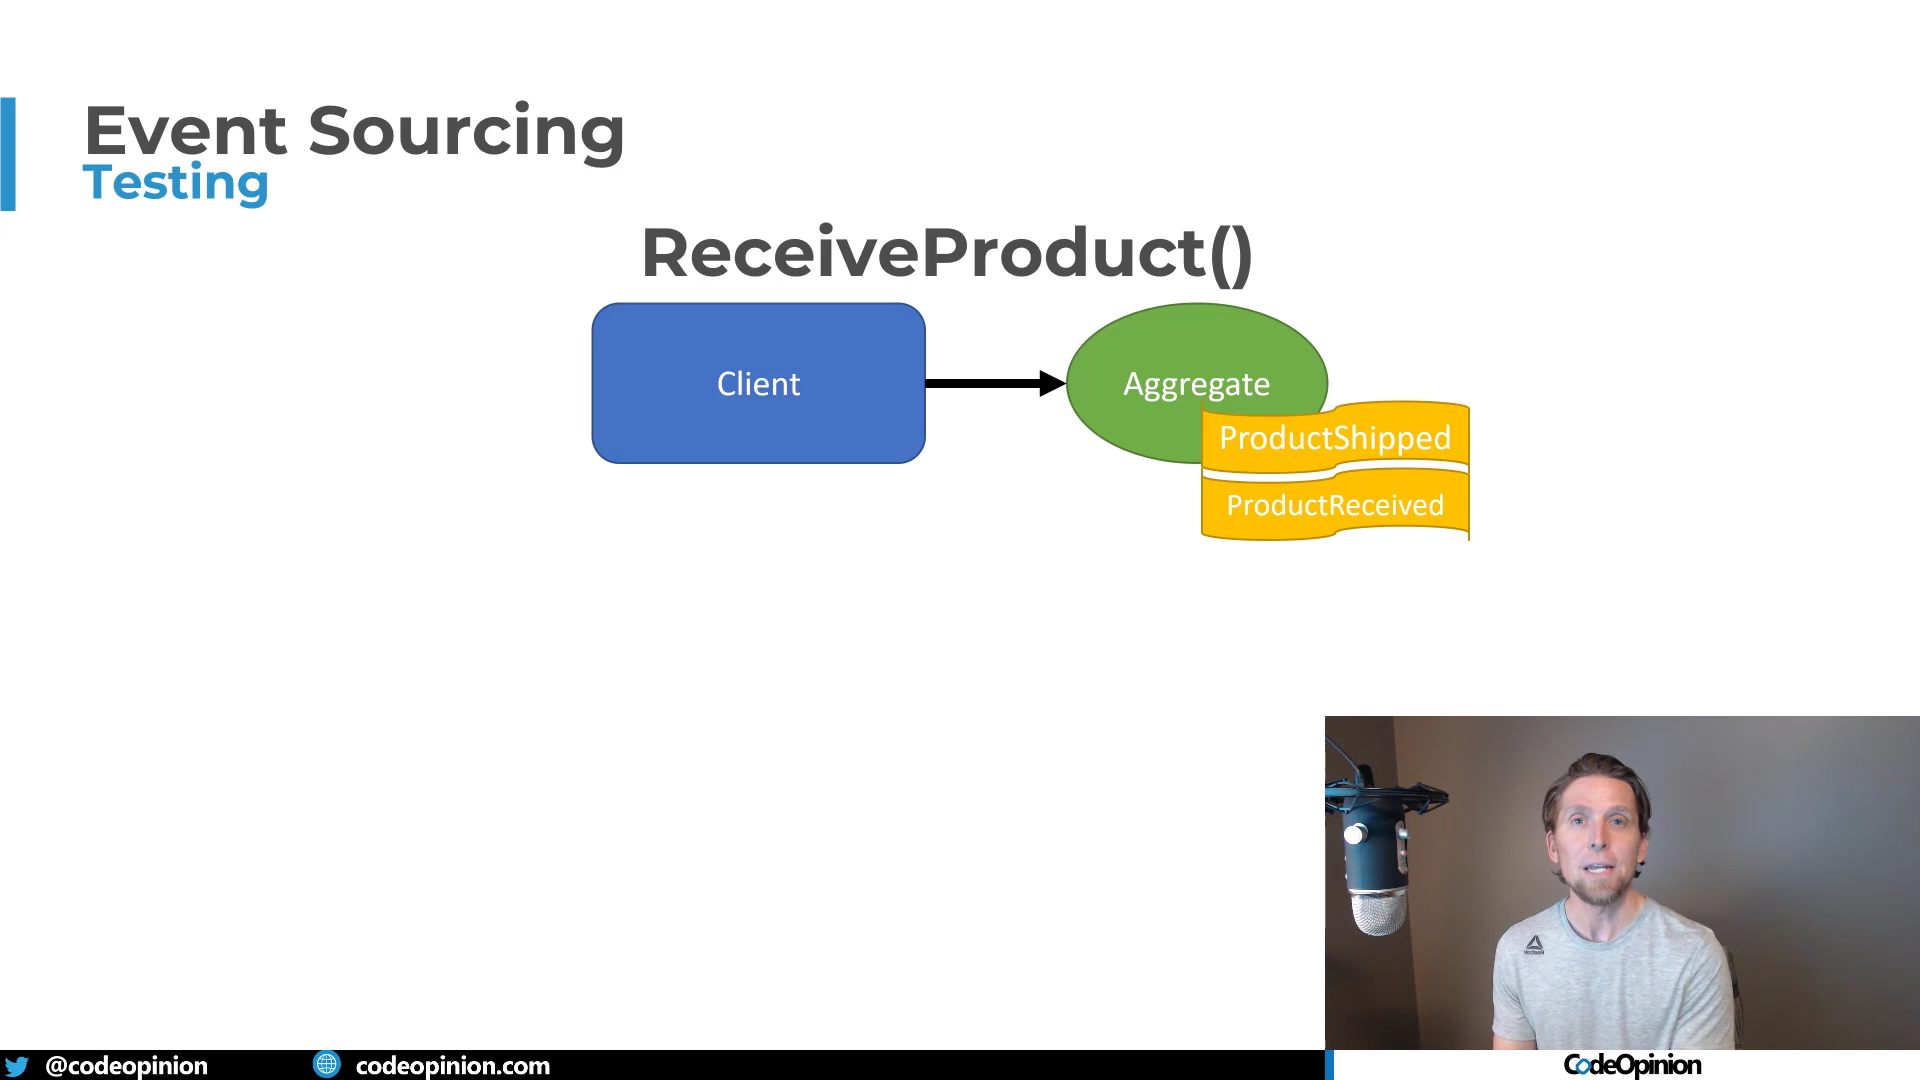 Event Sourcing
Testing
ReceiveProduct()
Client
Aggregate
ProductShipped
ProductReceived
@codeopinion
codeopinion.com
CodeOpinion